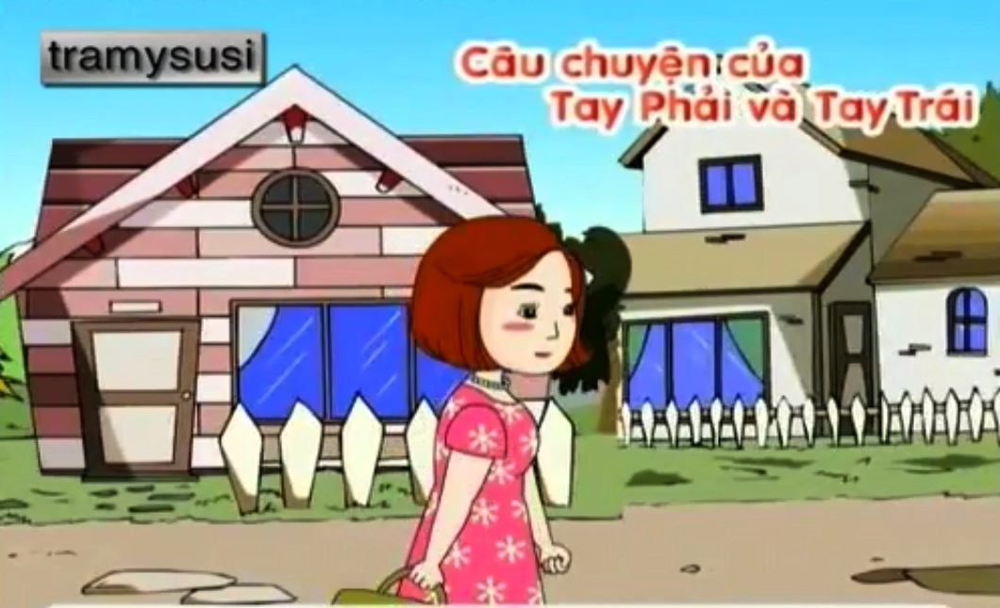 tramysusi
Câu chuyện của
Tay Phải và Tay Trái